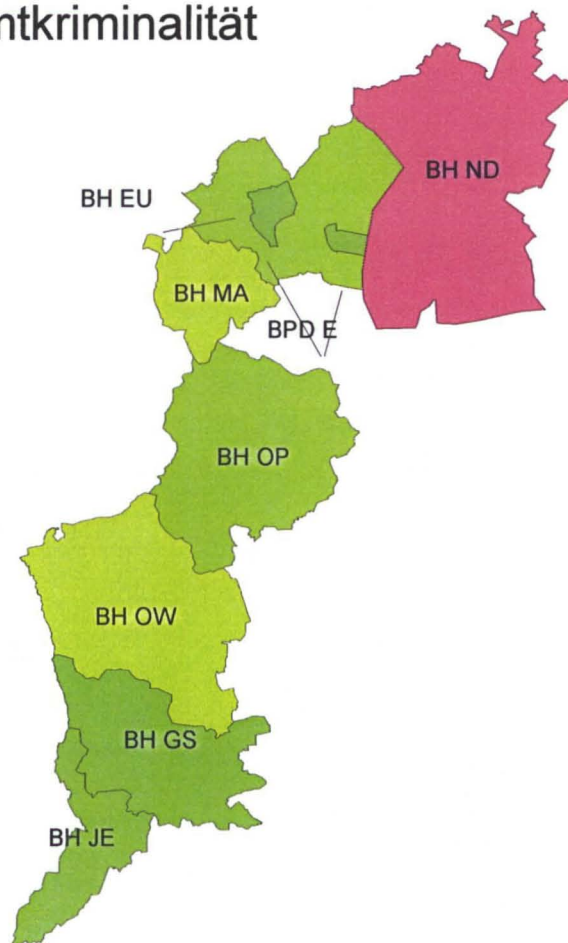 ntkriminalität
BH ND
BH EU
BH MA
BPD E
BH OP
BH OW
BH GS
BH JE